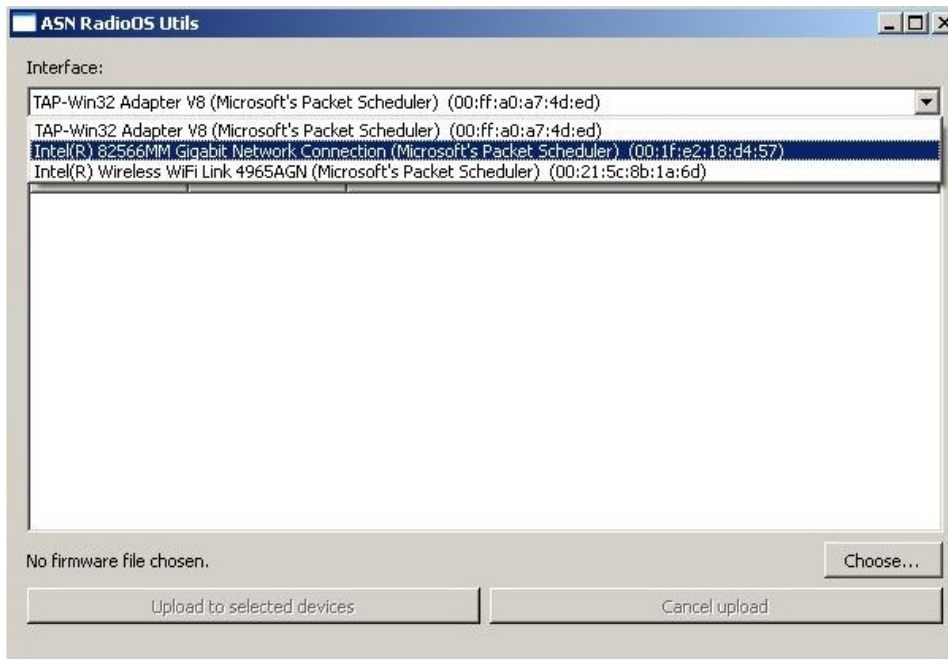 ASN RadioOS Utils
Interface:
TAP-Win32 Adapter V8 (Microsoft's Packet Scheduler) (00:ff:a0:a7:4d:ed)
TAP-Win32 Adapter V8 (Microsoft's Packet Scheduler) (00:ff:a0:a7:4d:ed)
Intel(R) 82566MM Gigabit Network Connection (Microsoft's Packet Scheduler) (00:1f:e2:18:d4:57)
Intel(R) Wireless WiFi Link 4965AGN (Microsoft's Packet Scheduler) (00:21:5c:8b:1a:6d)
No firmware file chosen.
Choose...
Upload to selected devices
Cancel upload